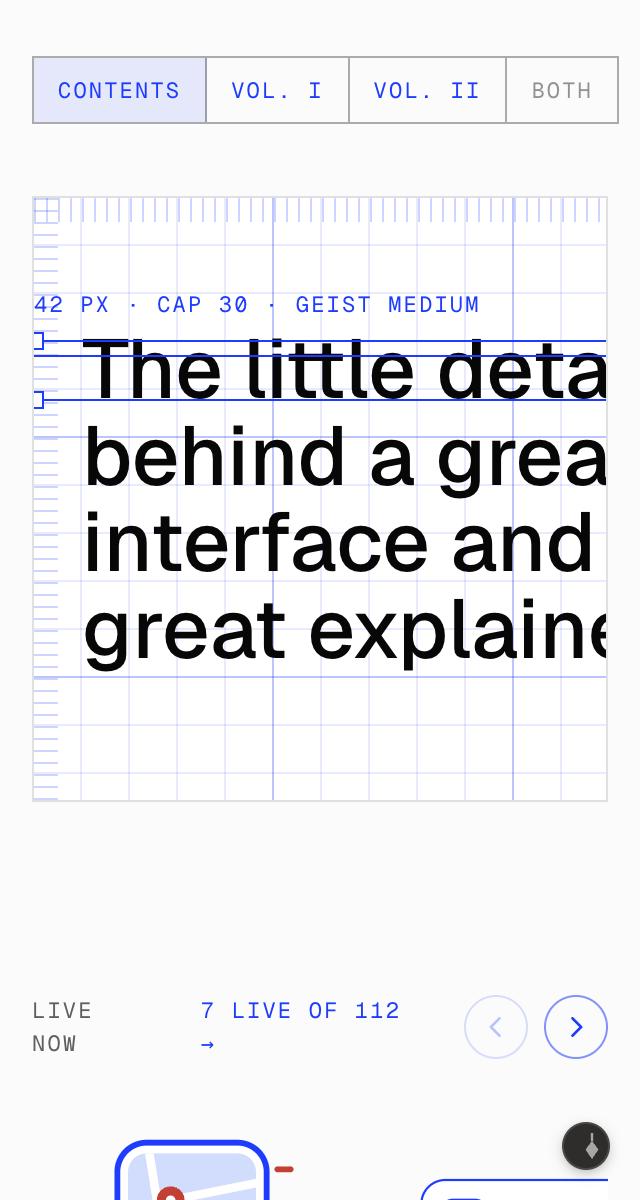 CONTENTS VOL. I VOL. II BOTH
42 PX · CAP 30 · GEIST MEDIUM
The little deta
behind a grea
interface and
great explaine
LIVE NOW
7 LIVE OF 112 →